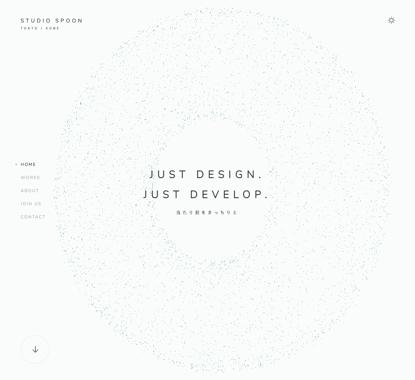 STUDIO SPOON
TOKYO / KOBE
HOME
WORKS
ABOUT
JOIN US
CONTACT
JUST DESIGN.
JUST DEVELOP.
当たり前をきっちりと